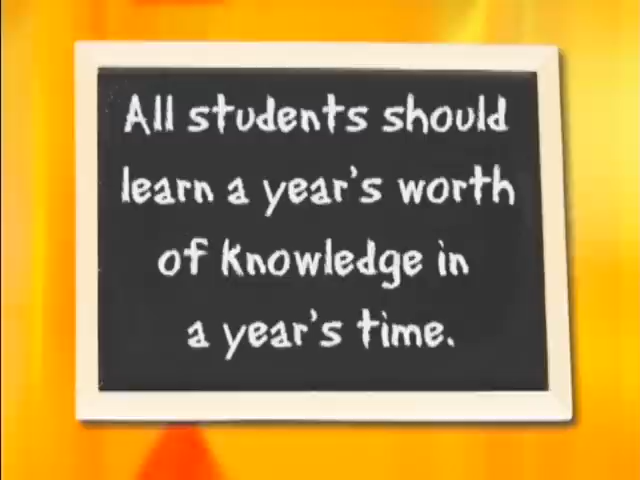 All students should
learn a year's worth
of knowledge in
a year's time.